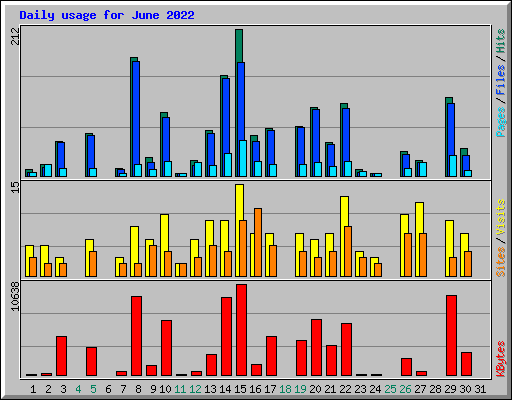 Daily usage for June 2022
212
Pages / Files / Hits
15
Sites / Visits
10638
KBytes
1 2 3 4 5 6 7 8 9 10 11 12 13 14 15 16 17 18 19 20 21 22 23 24 25 26 27 28 29 30 31